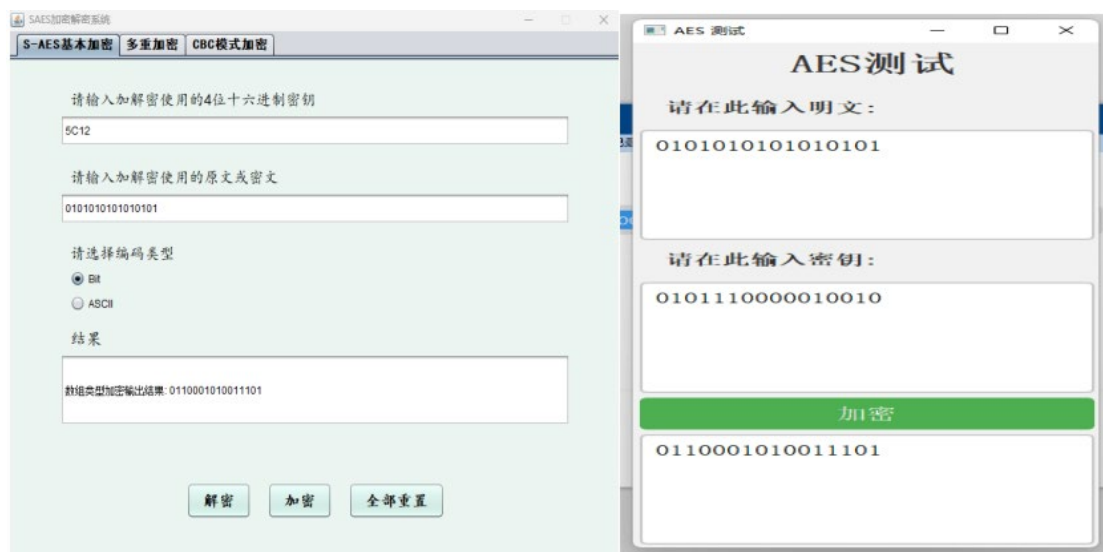 SAES加密解密系统
S-AES基本加密 多重加密 CBC模式加密
请输入加解密使用的4位十六进制密钥
5C12
请输入加解密使用的原文或密文
0101010101010101
请选择编码类型
Bit
ASCII
结果
数组类型加密输出结果: 0110001010011101
解密 加密 全部重置
AES 测试
AES测试
请在此输入明文:
0101010101010101
请在此输入密钥:
0101110000010010
加密
0110001010011101